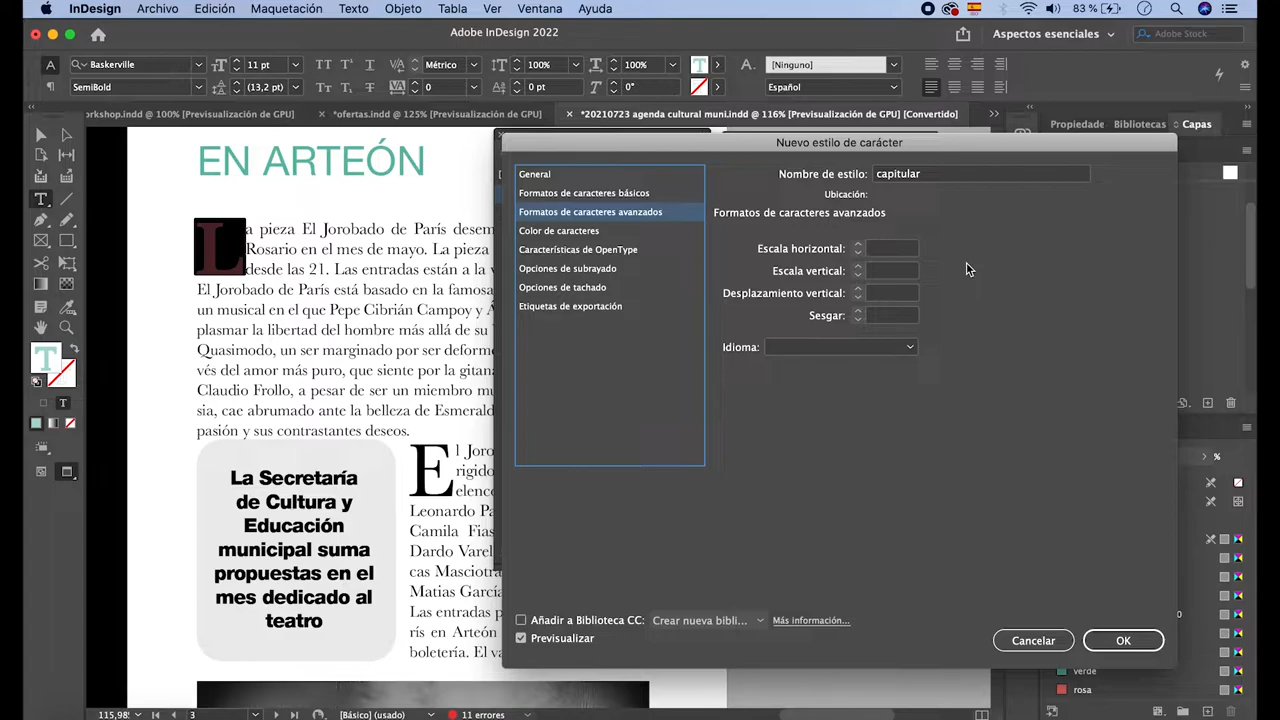 InDesign Archivo Edición Maquetación Texto Objeto Tabla Ver Ventana Ayuda 83 %
Adobe InDesign 2022 Aspectos esenciales Adobe Stock
A Baskerville 11 pt Métrico 100% 100% [Ninguno]
SemiBold (13,2 pt) 0 0 pt 0° Español
orkshop.indd @ 100% [Previsualización de GPU] *ofertas.indd @ 125% [Previsualización de GPU] *20210723 agenda cultural muni.indd @ 116% [Previsualización de GPU] [Convertido]
Propiedade Bibliotecas Capas
EN ARTEÓN
La pieza El Jorobado de París desem
Rosario en el mes de mayo. La pieza
desde las 21. Las entradas están a la v
El Jorobado de París está basado en la famosa
un musical en el que Pepe Cibrián Campoy y Á
plasmar la libertad del hombre más allá de su
Quasimodo, un ser marginado por ser deforme
vés del amor más puro, que siente por la gitana
Claudio Frollo, a pesar de ser un miembro mu
sia, cae abrumado ante la belleza de Esmerald
pasión y sus contrastantes deseos.
La Secretaría
de Cultura y
Educación
municipal suma
propuestas en el
mes dedicado al
teatro
El Joro
rigido
elenco
Leonardo Pa
Camila Fias
Dardo Varel
cas Masciotra
Matias García
Las entradas p
rís en Arteón
boletería. El va
Nuevo estilo de carácter
General
Formatos de caracteres básicos
Formatos de caracteres avanzados
Color de caracteres
Características de OpenType
Opciones de subrayado
Opciones de tachado
Etiquetas de exportación
Nombre de estilo: capitular
Ubicación:
Formatos de caracteres avanzados
Escala horizontal:
Escala vertical:
Desplazamiento vertical:
Sesgar:
Idioma:
Añadir a Biblioteca CC: Crear nueva bibli... Más información...
Previsualizar
Cancelar OK
%
verde
rosa
115,98 3 [Básico] (usado) 11 errores